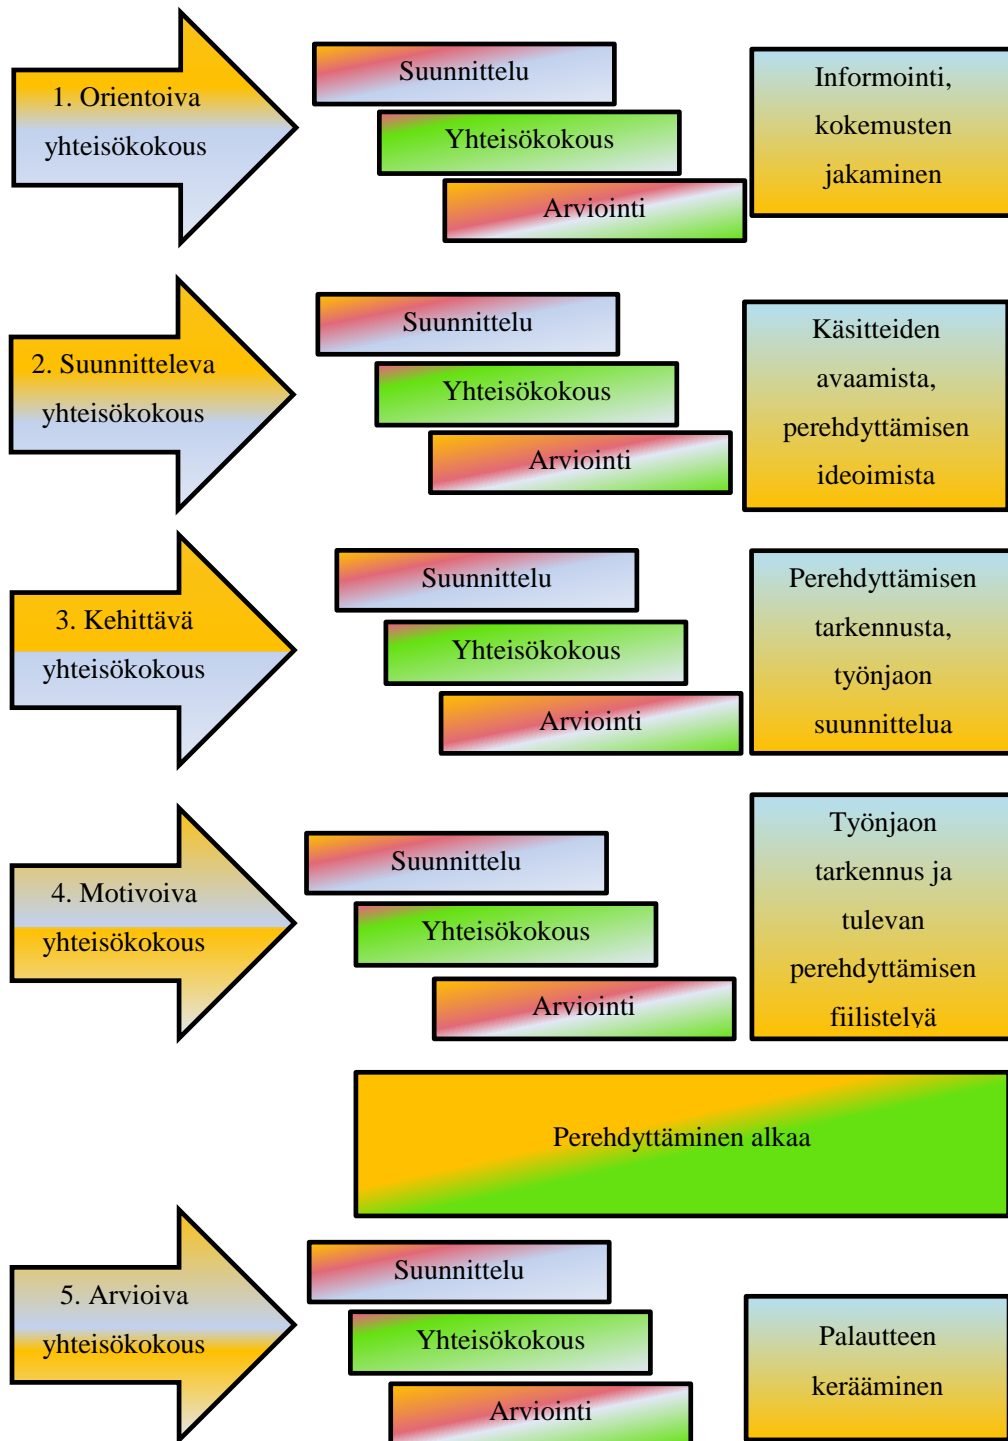 1. Orientoiva
yhteisökokous
Suunnittelu
Yhteisökokous
Arviointi
Informointi,
kokemusten
jakaminen
2. Suunnitteleva
yhteisökokous
Suunnittelu
Yhteisökokous
Arviointi
Käsitteiden
avaamista,
perehdyttämisen
ideoimista
3. Kehittävä
yhteisökokous
Suunnittelu
Yhteisökokous
Arviointi
Perehdyttämisen
tarkennusta,
työnjaon
suunnittelua
4. Motivoiva
yhteisökokous
Suunnittelu
Yhteisökokous
Arviointi
Työnjaon
tarkennus ja
tulevan
perehdyttämisen
fiilistelyä
Perehdyttäminen alkaa
5. Arvioiva
yhteisökokous
Suunnittelu
Yhteisökokous
Arviointi
Palautteen
kerääminen